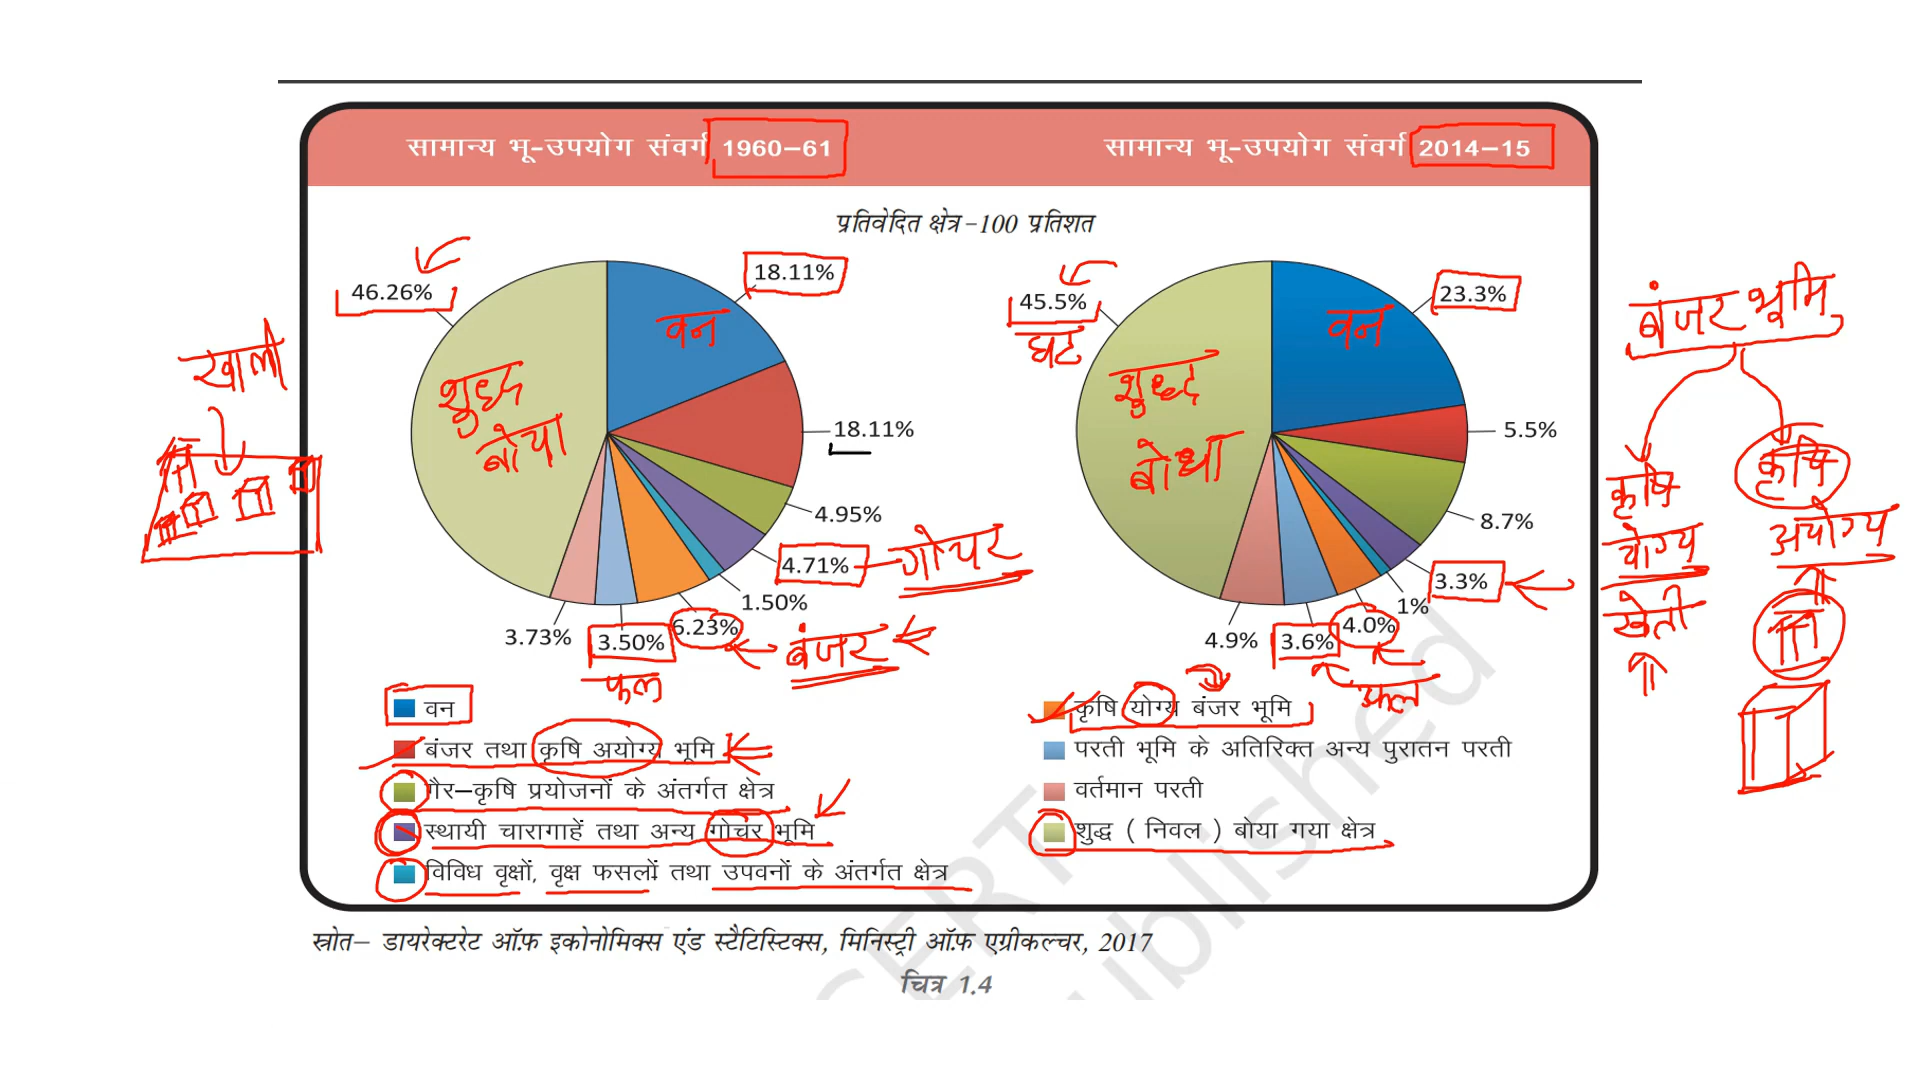 सामान्य भू-उपयोग संवर्ग 1960–61
सामान्य भू-उपयोग संवर्ग 2014–15
प्रतिवेदित क्षेत्र-100 प्रतिशत
18.11%
18.11%
4.95%
4.71%
1.50%
6.23%
3.50%
3.73%
46.26%
वन
शुद्ध
बोया
खाली
गोचर
बंजर
फल
23.3%
5.5%
8.7%
3.3%
1%
4.0%
3.6%
4.9%
45.5%
घट
वन
शुद्ध
फल
बंजर भूमि
कृषि
योग्य
खेती
कृषि
अयोग्य
वन
बंजर तथा कृषि अयोग्य भूमि
गैर–कृषि प्रयोजनों के अंतर्गत क्षेत्र
स्थायी चारागाहें तथा अन्य गोचर भूमि
विविध वृक्षों, वृक्ष फसलों तथा उपवनों के अंतर्गत क्षेत्र
कृषि योग्य बंजर भूमि
परती भूमि के अतिरिक्त अन्य पुरातन परती
वर्तमान परती
शुद्ध ( निवल ) बोया गया क्षेत्र
स्रोत– डायरेक्टरेट ऑफ़ इकोनोमिक्स एंड स्टैटिस्टिक्स, मिनिस्ट्री ऑफ़ एग्रीकल्चर, 2017
चित्र 1.4